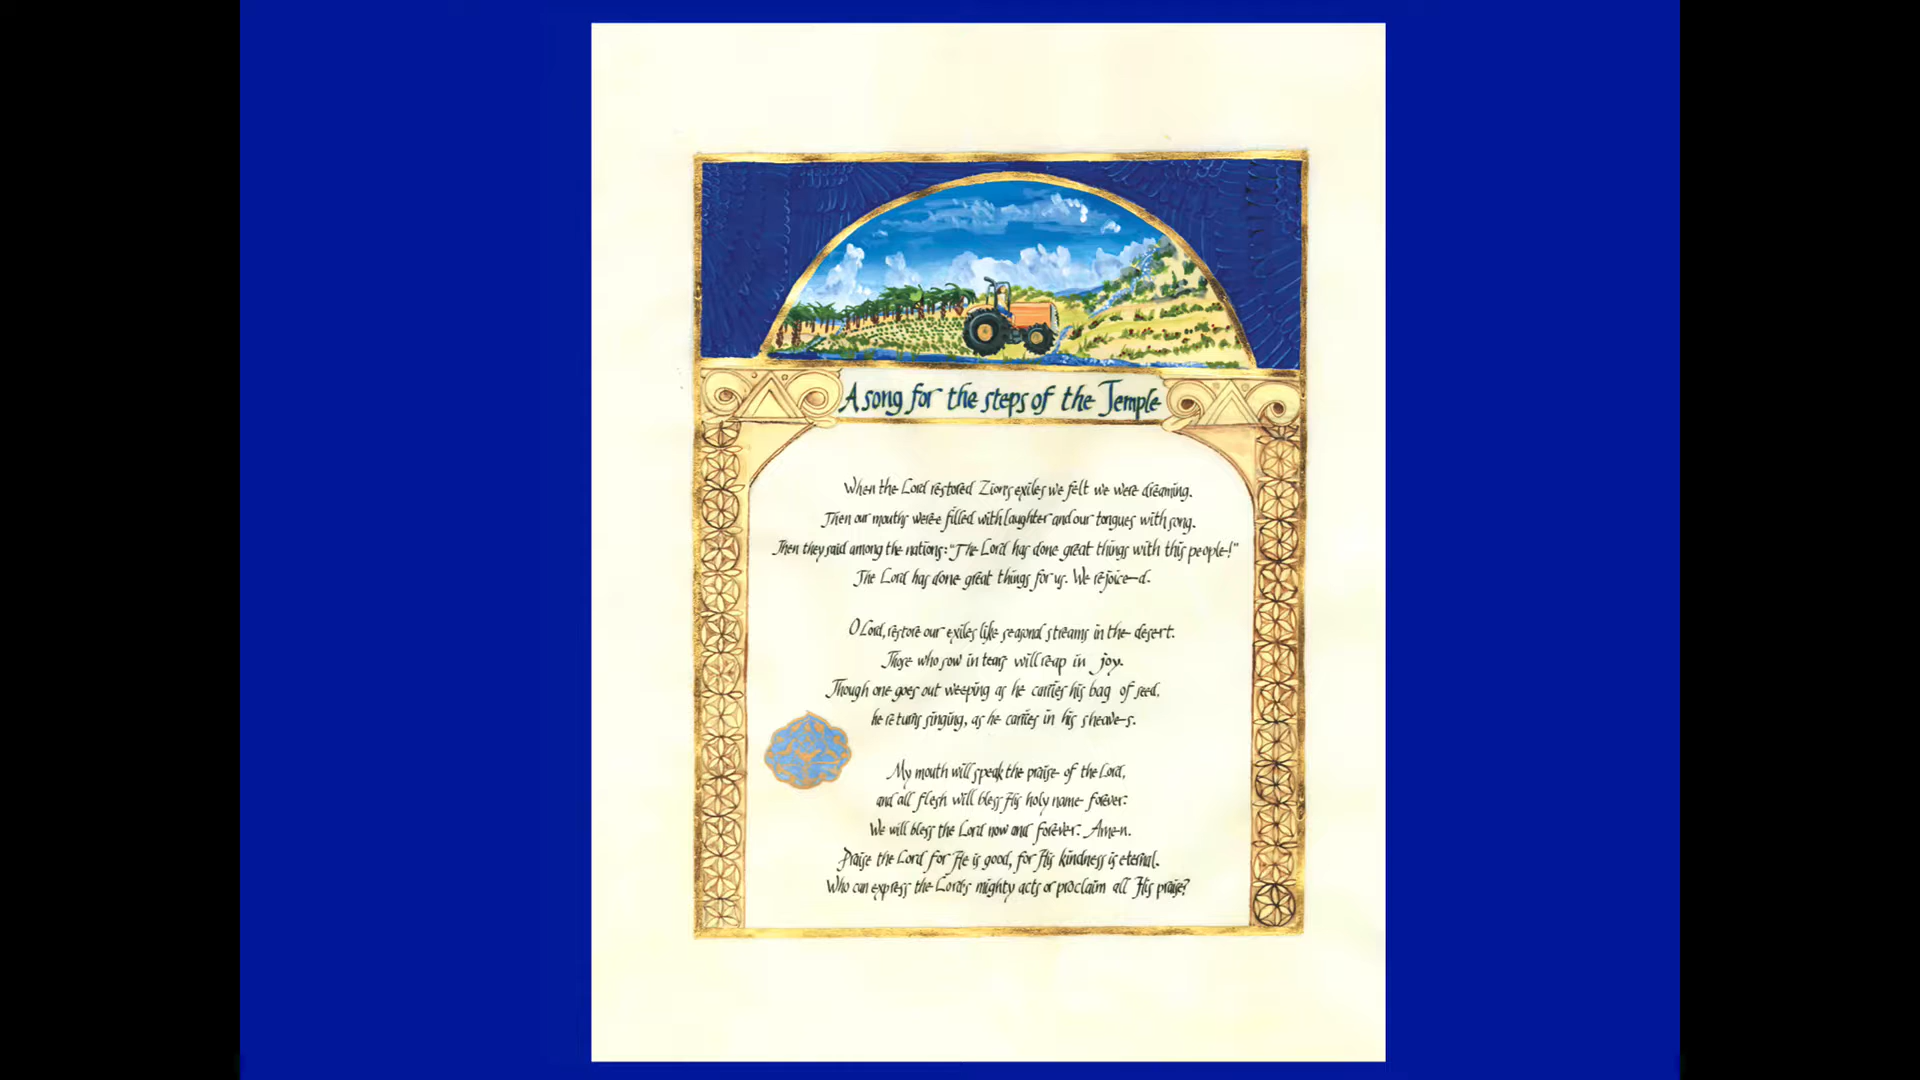 A song for the steps of the Temple
When the Lord restored Zion's exiles we felt we were dreaming.
Then our mouths were filled with laughter and our tongues with song.
Then they said among the nations: "The Lord has done great things with this people!"
The Lord has done great things for us. We rejoiced.
O Lord, restore our exiles like seasonal streams in the desert.
Those who sow in tears will reap in joy.
Though one goes out weeping as he carries his bag of seed,
he returns singing, as he carries in his sheaves.
My mouth will speak the praise of the Lord,
and all flesh will bless His holy name forever:
We will bless the Lord now and forever: Amen.
Praise the Lord for He is good, for His kindness is eternal.
Who can express the Lord's mighty acts or proclaim all His praise?